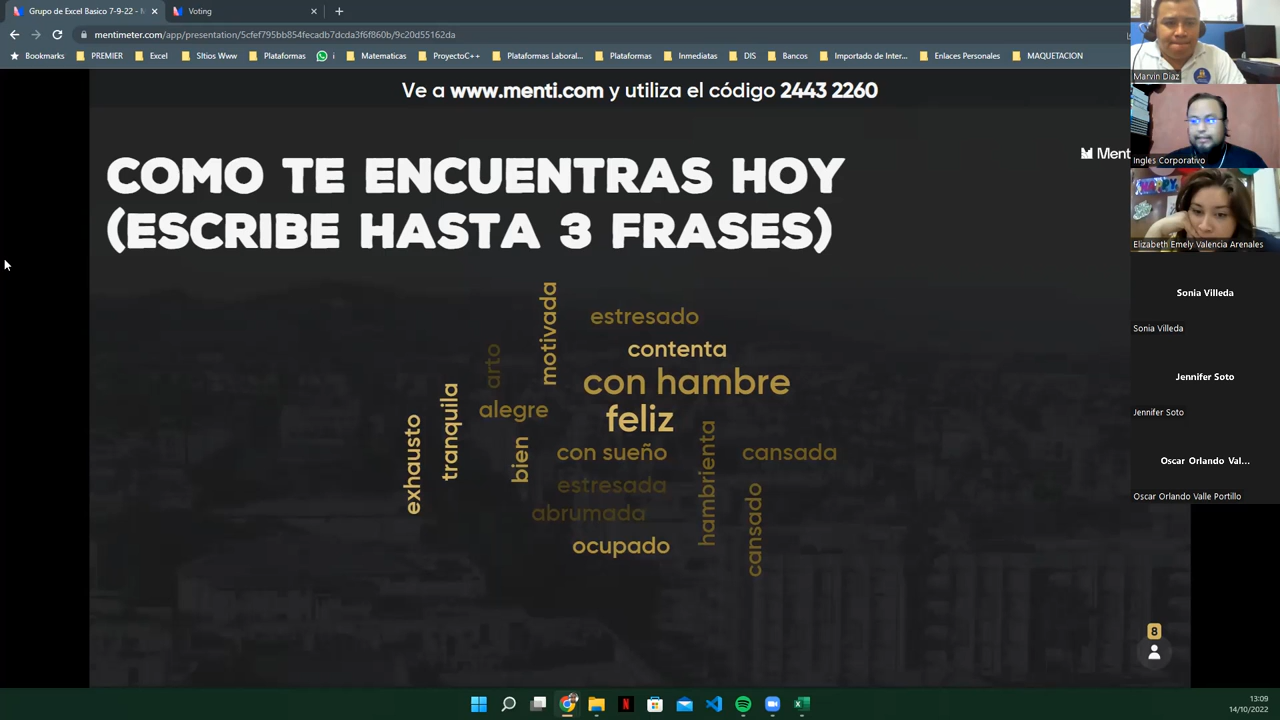 Grupo de Excel Basico 7-9-22 -
Voting
mentimeter.com/app/presentation/5cfef795bb854fecadb7dcda3f6f860b/9c20d55162da
Bookmarks
PREMIER
Excel
Sitios Www
Plataformas
Matematicas
ProyectoC++
Plataformas Laboral...
Plataformas
Inmediatas
DIS
Bancos
Importado de Inter...
Enlaces Personales
MAQUETACION
Ve a www.menti.com y utiliza el código 2443 2260
COMO TE ENCUENTRAS HOY
(ESCRIBE HASTA 3 FRASES)
Ment
motivada
estresado
arto
contenta
con hambre
tranquila
alegre
feliz
exhausto
bien
con sueño
hambrienta
cansada
estresada
cansado
abrumada
ocupado
8
Marvin Diaz
Ingles Corporativo
Elizabeth Emely Valencia Arenales
Sonia Villeda
Sonia Villeda
Jennifer Soto
Jennifer Soto
Oscar Orlando Val...
Oscar Orlando Valle Portillo
13:09
14/10/2022